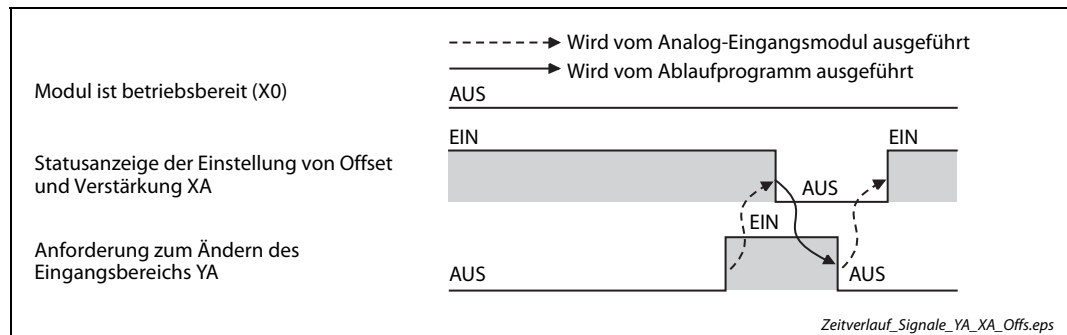 Wird vom Analog-Eingangsmodul ausgeführt
Wird vom Ablaufprogramm ausgeführt
Modul ist betriebsbereit (X0)
AUS
EIN
EIN
Statusanzeige der Einstellung von Offset
und Verstärkung XA
AUS
EIN
Anforderung zum Ändern des
Eingangsbereichs YA
AUS
AUS
Zeitverlauf_Signale_YA_XA_Offs.eps